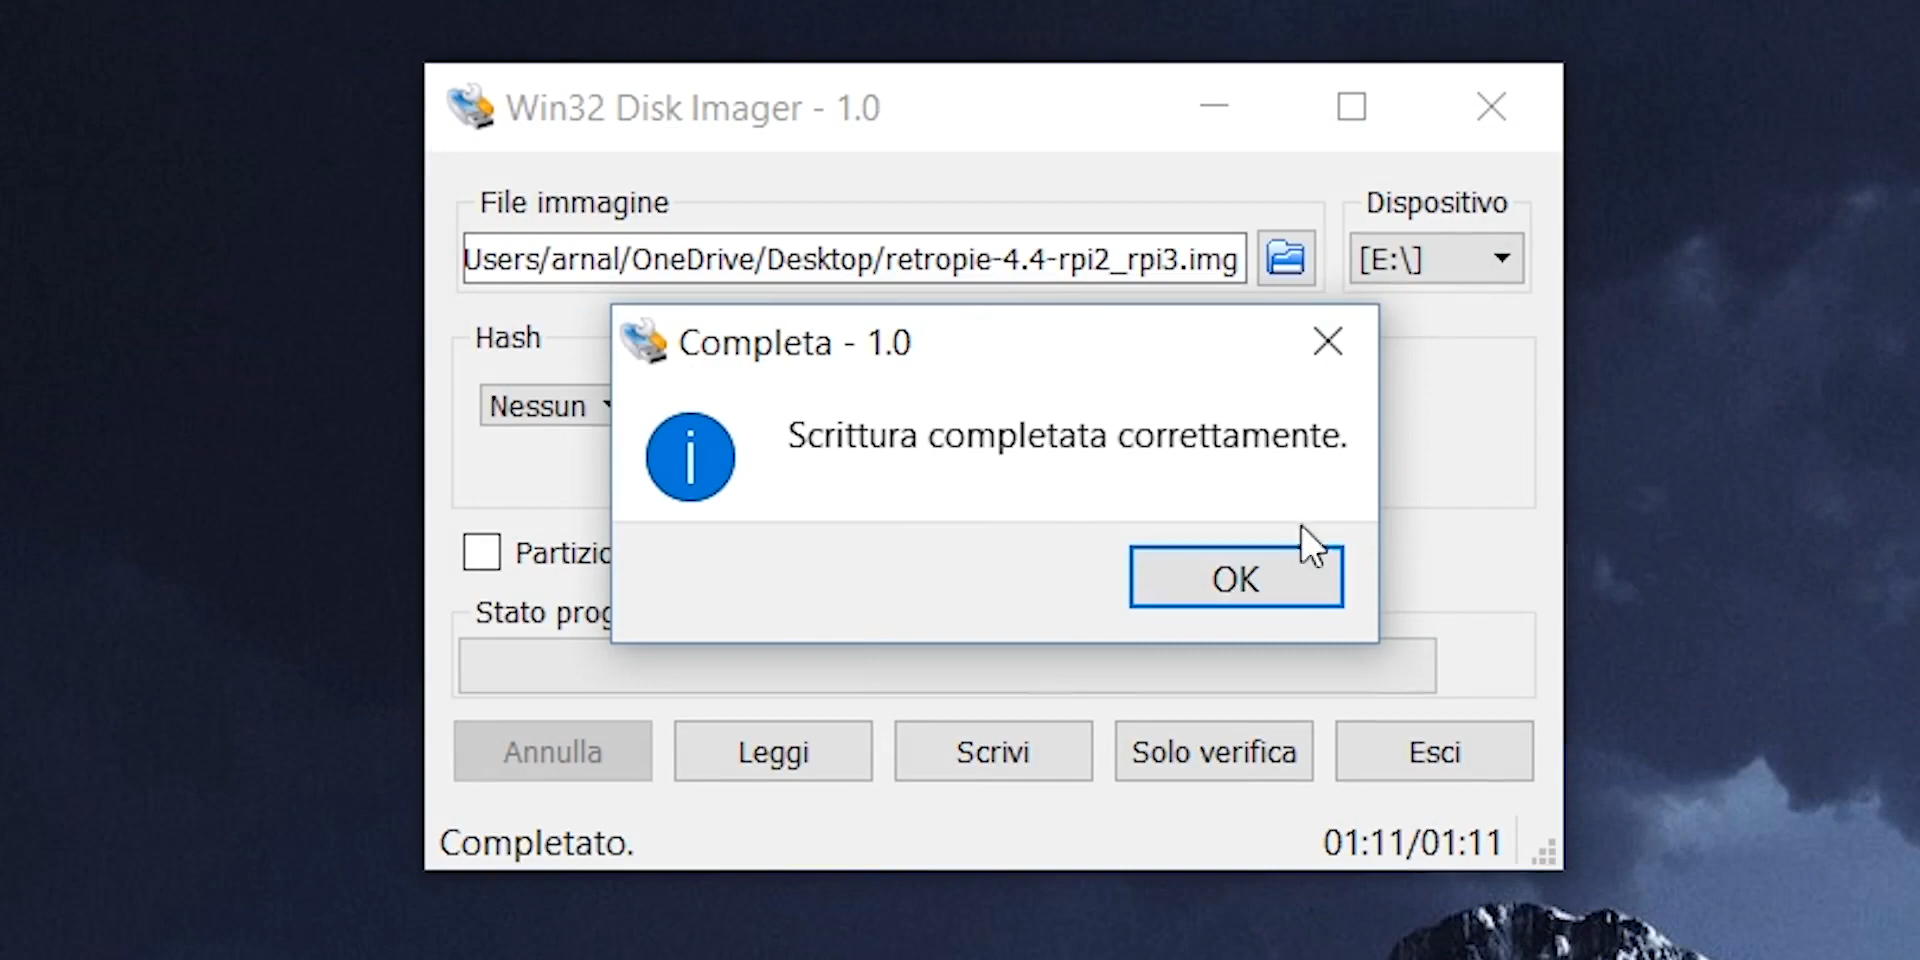 Win32 Disk Imager - 1.0
File immagine
Dispositivo
Users/arnal/OneDrive/Desktop/retropie-4.4-rpi2_rpi3.img
[E:\]
Hash
Completa - 1.0
Nessun
Scrittura completata correttamente.
OK
Stato
Annulla
Leggi
Scrivi
Solo verifica
Esci
Completato.
01:11/01:11